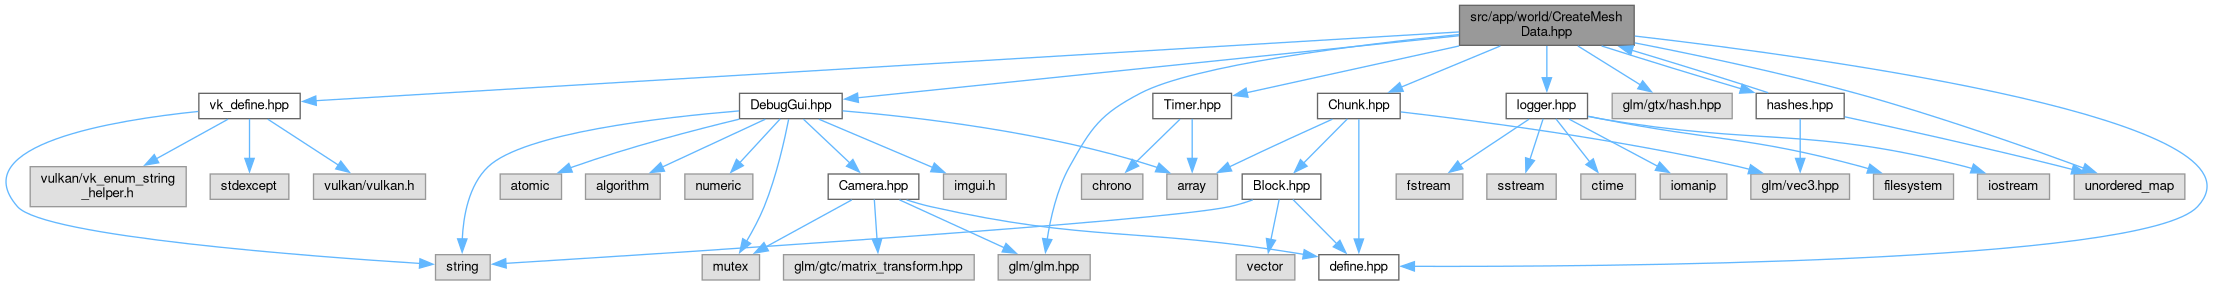 src/app/world/CreateMesh
Data.hpp
vk_define.hpp
DebugGui.hpp
Timer.hpp
Chunk.hpp
logger.hpp
glm/gtx/hash.hpp
hashes.hpp
vulkan/vk_enum_string
_helper.h
stdexcept
vulkan/vulkan.h
atomic
algorithm
numeric
Camera.hpp
imgui.h
chrono
array
Block.hpp
fstream
sstream
ctime
iomanip
glm/vec3.hpp
filesystem
iostream
unordered_map
string
mutex
glm/gtc/matrix_transform.hpp
glm/glm.hpp
vector
define.hpp